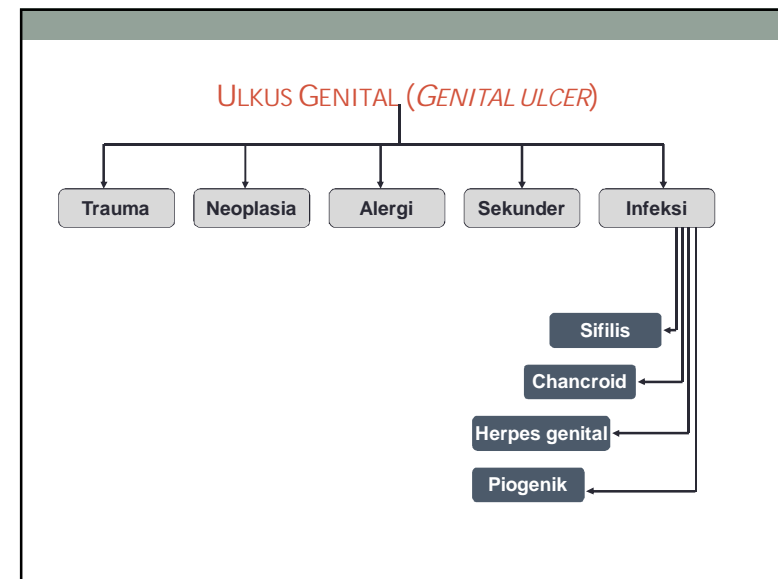 ULKUS GENITAL (GENITAL ULCER)
Trauma
Neoplasia
Alergi
Sekunder
Infeksi
Sifilis
Chancroid
Herpes genital
Piogenik